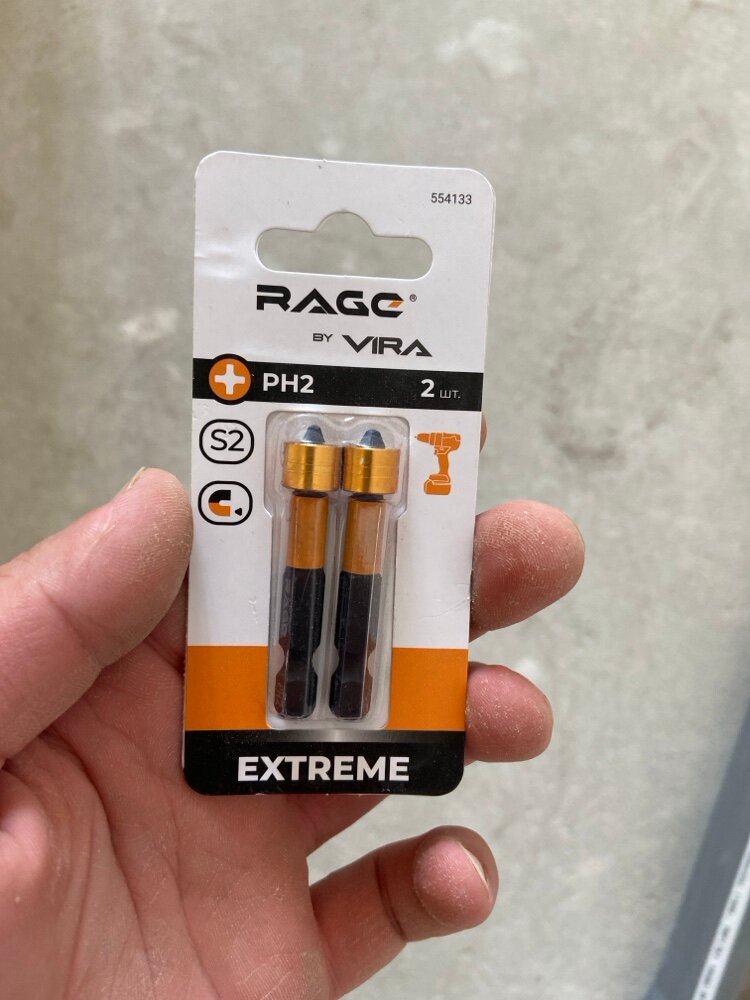 554133
RAGE®
BY VIRA
PH2 2 шт.
S2
EXTREME